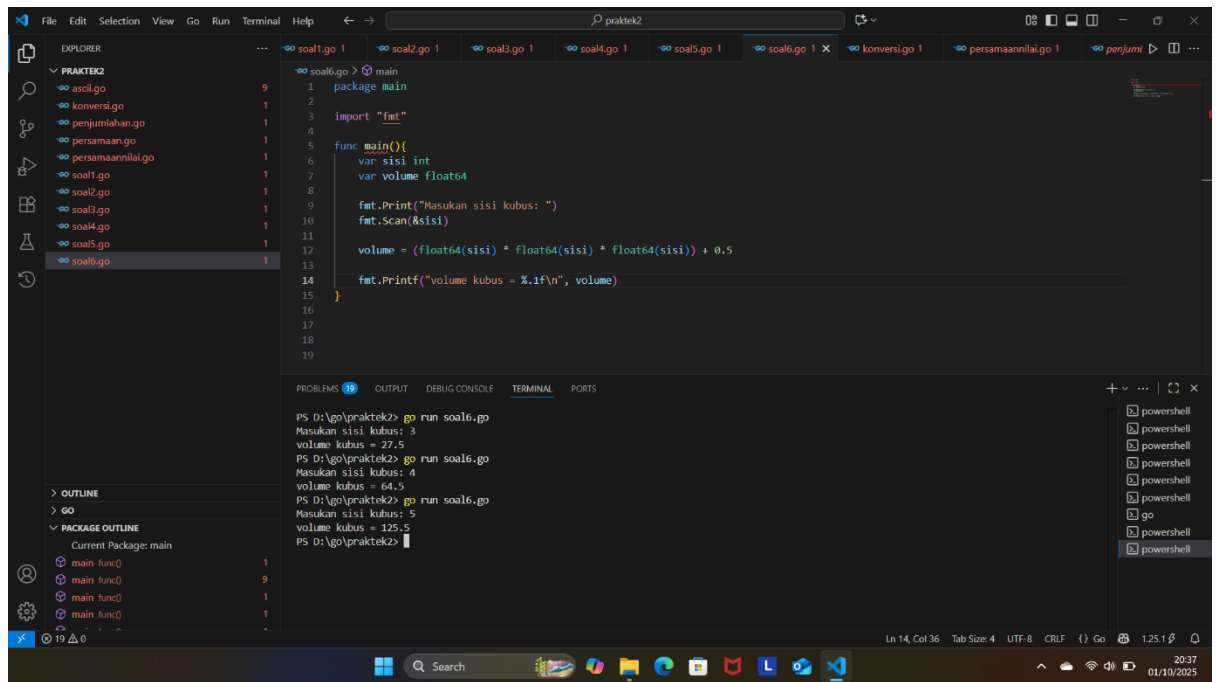 File Edit Selection View Go Run Terminal Help praktek2
EXPLORER
PRAKTEK2
ascii.go 9
konversi.go 1
penjumlahan.go 1
persamaan.go 1
persamaannilai.go 1
soal1.go 1
soal2.go 1
soal3.go 1
soal4.go 1
soal5.go 1
soal6.go 1
OUTLINE
GO
PACKAGE OUTLINE
Current Package: main
main func() 1
main func() 9
main func() 1
main func() 1
soal1.go 1 soal2.go 1 soal3.go 1 soal4.go 1 soal5.go 1 soal6.go 1 konversi.go 1 persamaannilai.go 1 penjuml
soal6.go > main
1 package main
2
3 import "fmt"
4
5 func main(){
6 var sisi int
7 var volume float64
8
9 fmt.Print("Masukan sisi kubus: ")
10 fmt.Scan(&sisi)
11
12 volume = (float64(sisi) * float64(sisi) * float64(sisi)) + 0.5
13
14 fmt.Printf("volume kubus = %.1f\n", volume)
15 }
16
17
18
19
PROBLEMS 19 OUTPUT DEBUG CONSOLE TERMINAL PORTS
PS D:\go\praktek2> go run soal6.go
Masukan sisi kubus: 3
volume kubus = 27.5
PS D:\go\praktek2> go run soal6.go
Masukan sisi kubus: 4
volume kubus = 64.5
PS D:\go\praktek2> go run soal6.go
Masukan sisi kubus: 5
volume kubus = 125.5
PS D:\go\praktek2>
powershell
powershell
powershell
powershell
powershell
powershell
go
powershell
powershell
19 0 Ln 14, Col 36 Tab Size: 4 UTF-8 CRLF {} Go 1.25.1
Search
L
20:37
01/10/2025